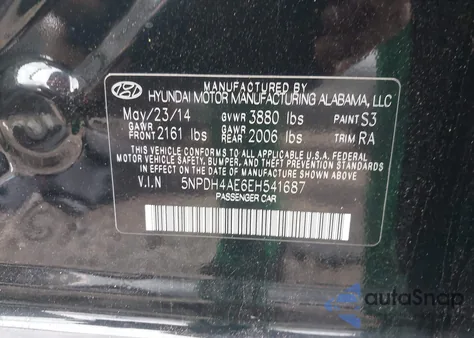 MANUFACTURED BY
HYUNDAI MOTOR MANUFACTURING ALABAMA, LLC
May/23/14 GVWR 3880 lbs PAINT S3
GAWR FRONT 2161 lbs GAWR REAR 2006 lbs TRIM RA
THIS VEHICLE CONFORMS TO ALL APPLICABLE U.S.A FEDERAL
MOTOR VEHICLE SAFETY, BUMPER, AND THEFT PREVENTION
STANDARDS IN EFFECT ON THE DATE OF MANUFACTURE SHOWN ABOVE.
V.I.N 5NPDH4AE6EH541687
PASSENGER CAR
autoSnap